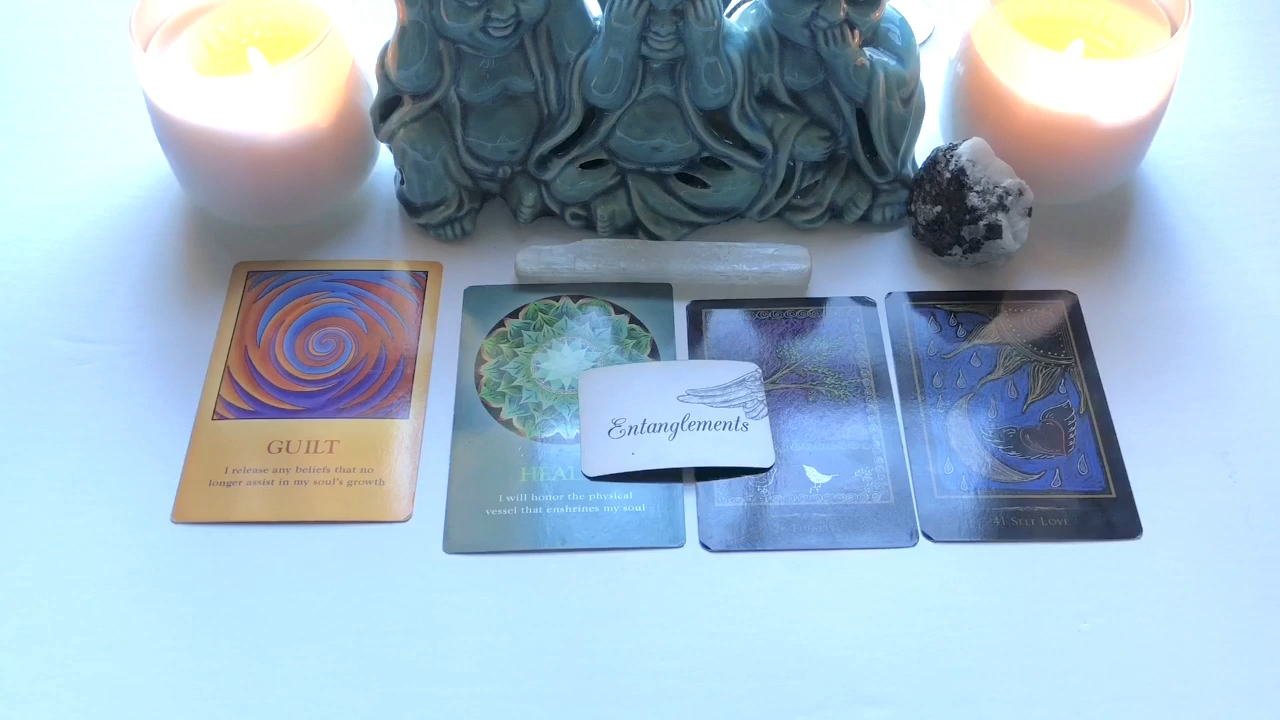 GUILT
I release any beliefs that no
longer assist in my soul's growth
I will honor the physical
vessel that enshrines my soul
Entanglements
41 Self Love